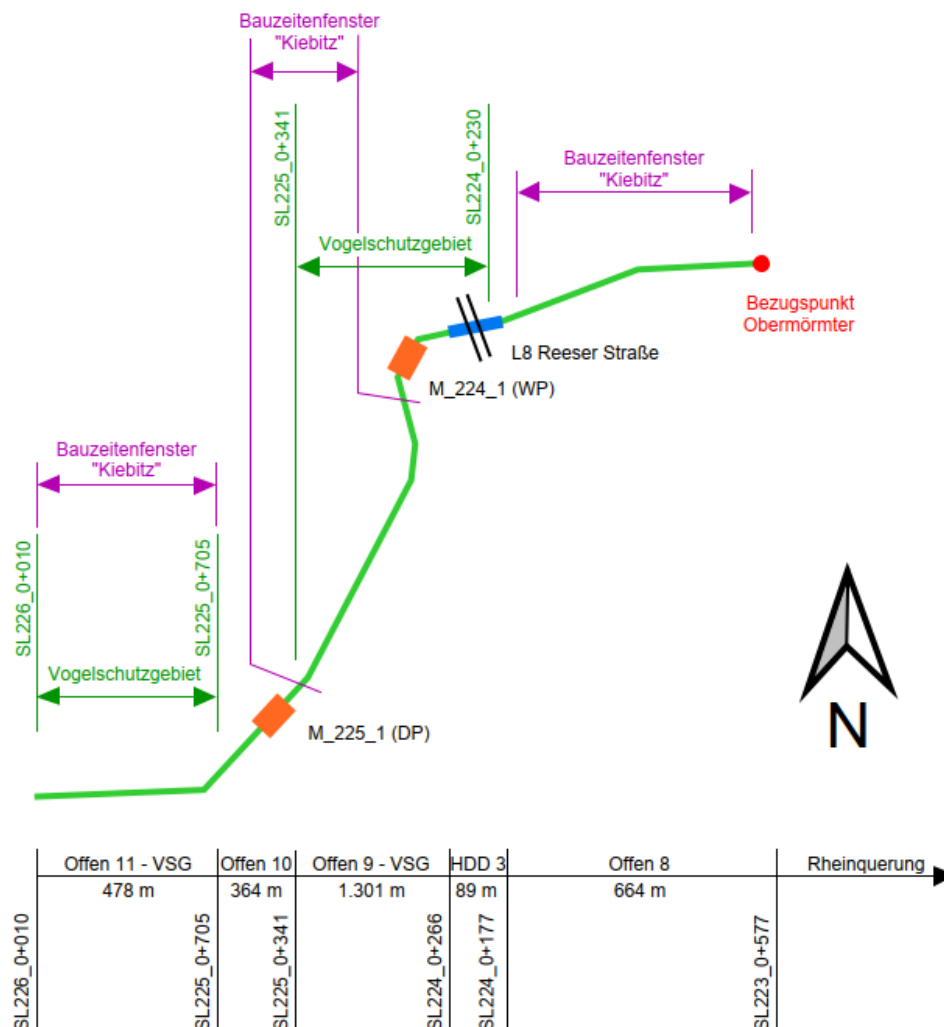 Bauzeitenfenster
"Kiebitz"
SL225_0+341
SL224_0+230
Bauzeitenfenster
"Kiebitz"
Vogelschutzgebiet
Bezugspunkt
Obermörmter
L8 Reeser Straße
M_224_1 (WP)
Bauzeitenfenster
"Kiebitz"
SL226_0+010
SL225_0+705
Vogelschutzgebiet
M_225_1 (DP)
N
Offen 11 - VSG
Offen 10
Offen 9 - VSG
HDD 3
Offen 8
Rheinquerung
478 m
364 m
1.301 m
89 m
664 m
SL226_0+010
SL225_0+705
SL225_0+341
SL224_0+266
SL224_0+177
SL223_0+577